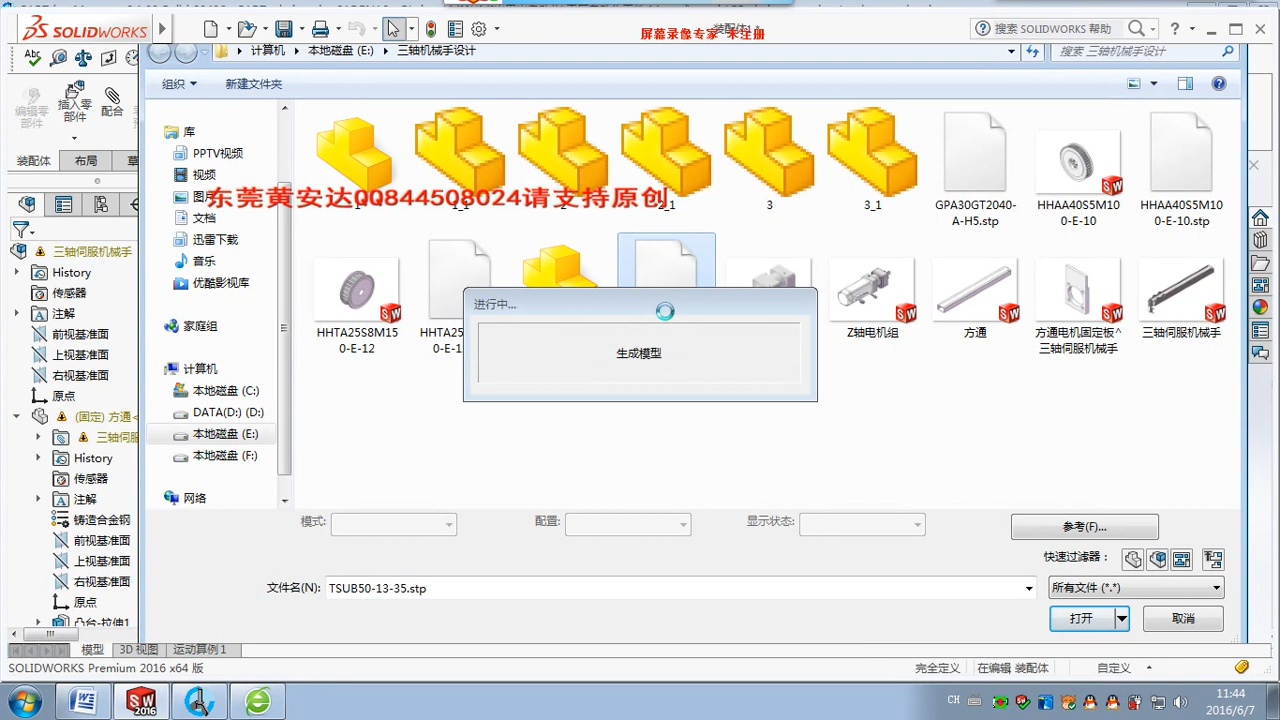 SOLIDWORKS
装配体1 *
屏幕录像专家 未注册
搜索 SOLIDWORKS 帮助
计算机
本地磁盘 (E:)
三轴机械手设计
搜索 三轴机械手设计
组织
新建文件夹
编辑零部件
插入零部件
配合
装配体
布局
草
库
PPTV视频
视频
文档
迅雷下载
音乐
优酷影视库
家庭组
计算机
本地磁盘 (C:)
DATA(D:) (D:)
本地磁盘 (E:)
本地磁盘 (F:)
网络
东莞黄安达QQ844508024请支持原创
3
3_1
GPA30GT2040-A-H5.stp
HHAA40S5M100-E-10
HHAA40S5M100-E-10.stp
HHTA25S8M150-E-12
Z轴电机组
方通
方通电机固定板^三轴伺服机械手
三轴伺服机械手
进行中...
生成模型
三轴伺服机械手
History
传感器
注解
前视基准面
上视基准面
右视基准面
原点
(固定) 方通<
三轴伺服
History
传感器
注解
铸造合金钢
前视基准面
上视基准面
右视基准面
原点
凸台-拉伸1
模式:
配置:
显示状态:
参考(F)...
快速过滤器:
文件名(N):
TSUB50-13-35.stp
所有文件 (*.*)
打开
取消
模型
3D 视图
运动算例 1
SOLIDWORKS Premium 2016 x64 版
完全定义
在编辑 装配体
自定义
CH
11:44
2016/6/7